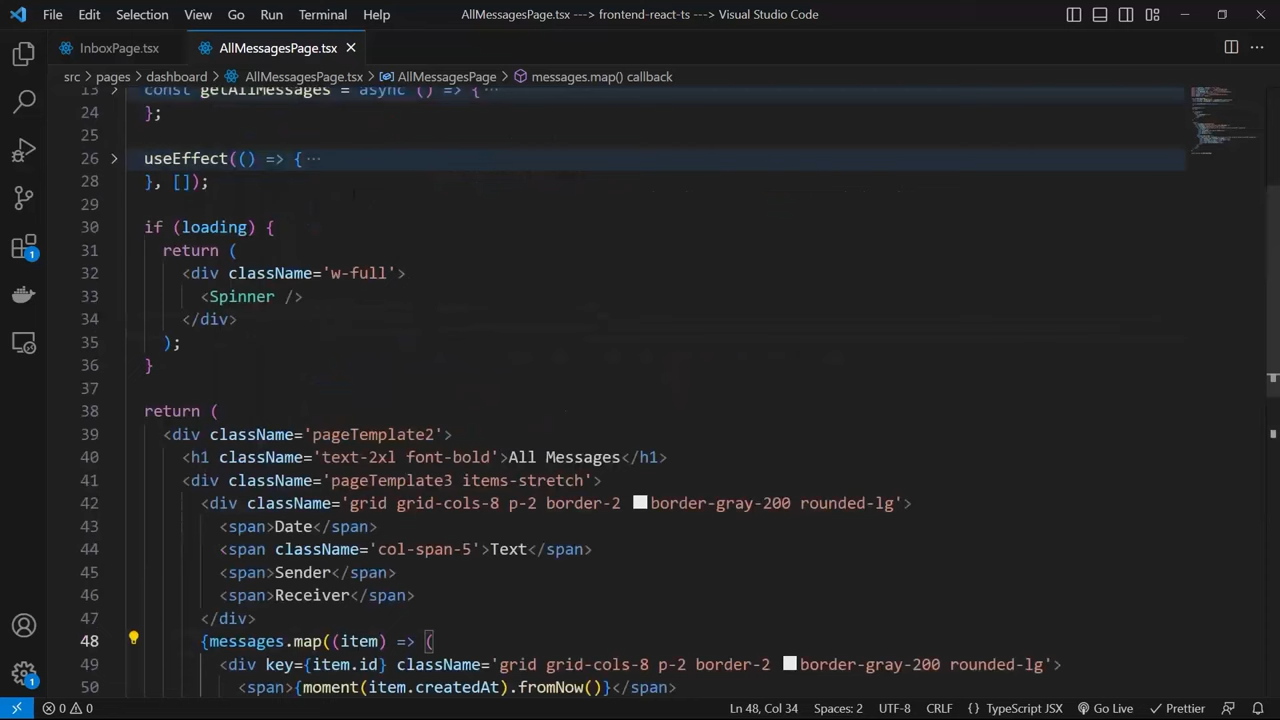 File Edit Selection View Go Run Terminal Help AllMessagesPage.tsx ---> frontend-react-ts ---> Visual Studio Code
InboxPage.tsx AllMessagesPage.tsx
src > pages > dashboard > AllMessagesPage.tsx > AllMessagesPage > messages.map() callback
13 const getAllMessages = async () => { ···
24 };
25
26 useEffect(() => { ···
28 }, []);
29
30 if (loading) {
31 return (
32 <div className='w-full'>
33 <Spinner />
34 </div>
35 );
36 }
37
38 return (
39 <div className='pageTemplate2'>
40 <h1 className='text-2xl font-bold'>All Messages</h1>
41 <div className='pageTemplate3 items-stretch'>
42 <div className='grid grid-cols-8 p-2 border-2 border-gray-200 rounded-lg'>
43 <span>Date</span>
44 <span className='col-span-5'>Text</span>
45 <span>Sender</span>
46 <span>Receiver</span>
47 </div>
48 {messages.map((item) => (
49 <div key={item.id} className='grid grid-cols-8 p-2 border-2 border-gray-200 rounded-lg'>
50 <span>{moment(item.createdAt).fromNow()}</span>
1
1
0 0 Ln 48, Col 34 Spaces: 2 UTF-8 CRLF {} TypeScript JSX Go Live Prettier